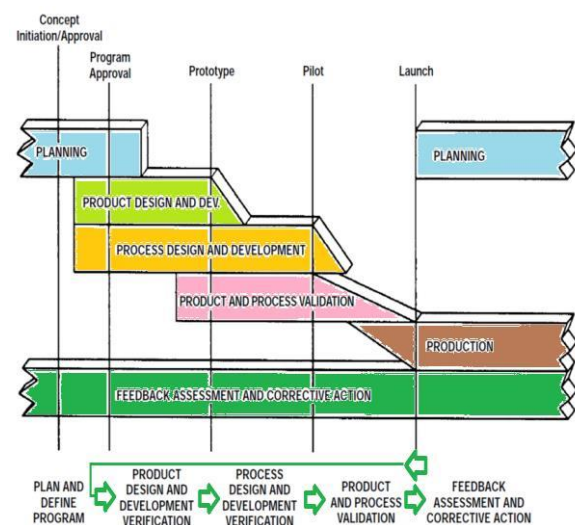 Concept
Initiation/Approval
Program
Approval
Prototype
Pilot
Launch
PLANNING
PLANNING
PRODUCT DESIGN AND DEV.
PROCESS DESIGN AND DEVELOPMENT
PRODUCT AND PROCESS VALIDATION
PRODUCTION
FEEDBACK ASSESSMENT AND CORRECTIVE ACTION
PLAN AND
DEFINE
PROGRAM
PRODUCT
DESIGN AND
DEVELOPMENT
VERIFICATION
PROCESS
DESIGN AND
DEVELOPMENT
VERIFICATION
PRODUCT
AND PROCESS
VALIDATION
FEEDBACK
ASSESSMENT AND
CORRECTIVE ACTION